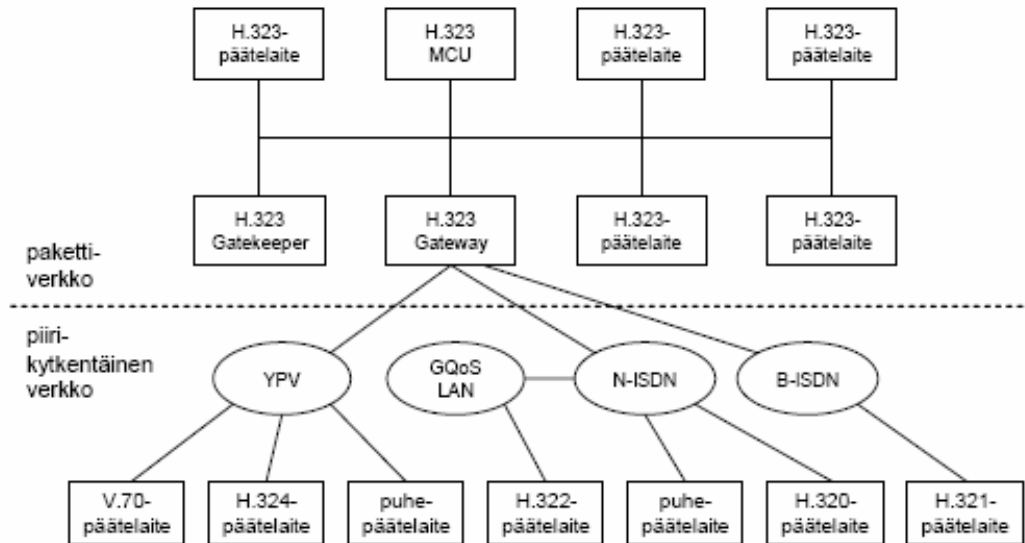 H.323-
päätelaite
H.323
MCU
H.323-
päätelaite
H.323-
päätelaite
H.323
Gatekeeper
H.323
Gateway
H.323-
päätelaite
H.323-
päätelaite
paketti-
verkko
piiri-
kytkentäinen
verkko
YPV
GQoS
LAN
N-ISDN
B-ISDN
V.70-
päätelaite
H.324-
päätelaite
puhe-
päätelaite
H.322-
päätelaite
puhe-
päätelaite
H.320-
päätelaite
H.321-
päätelaite